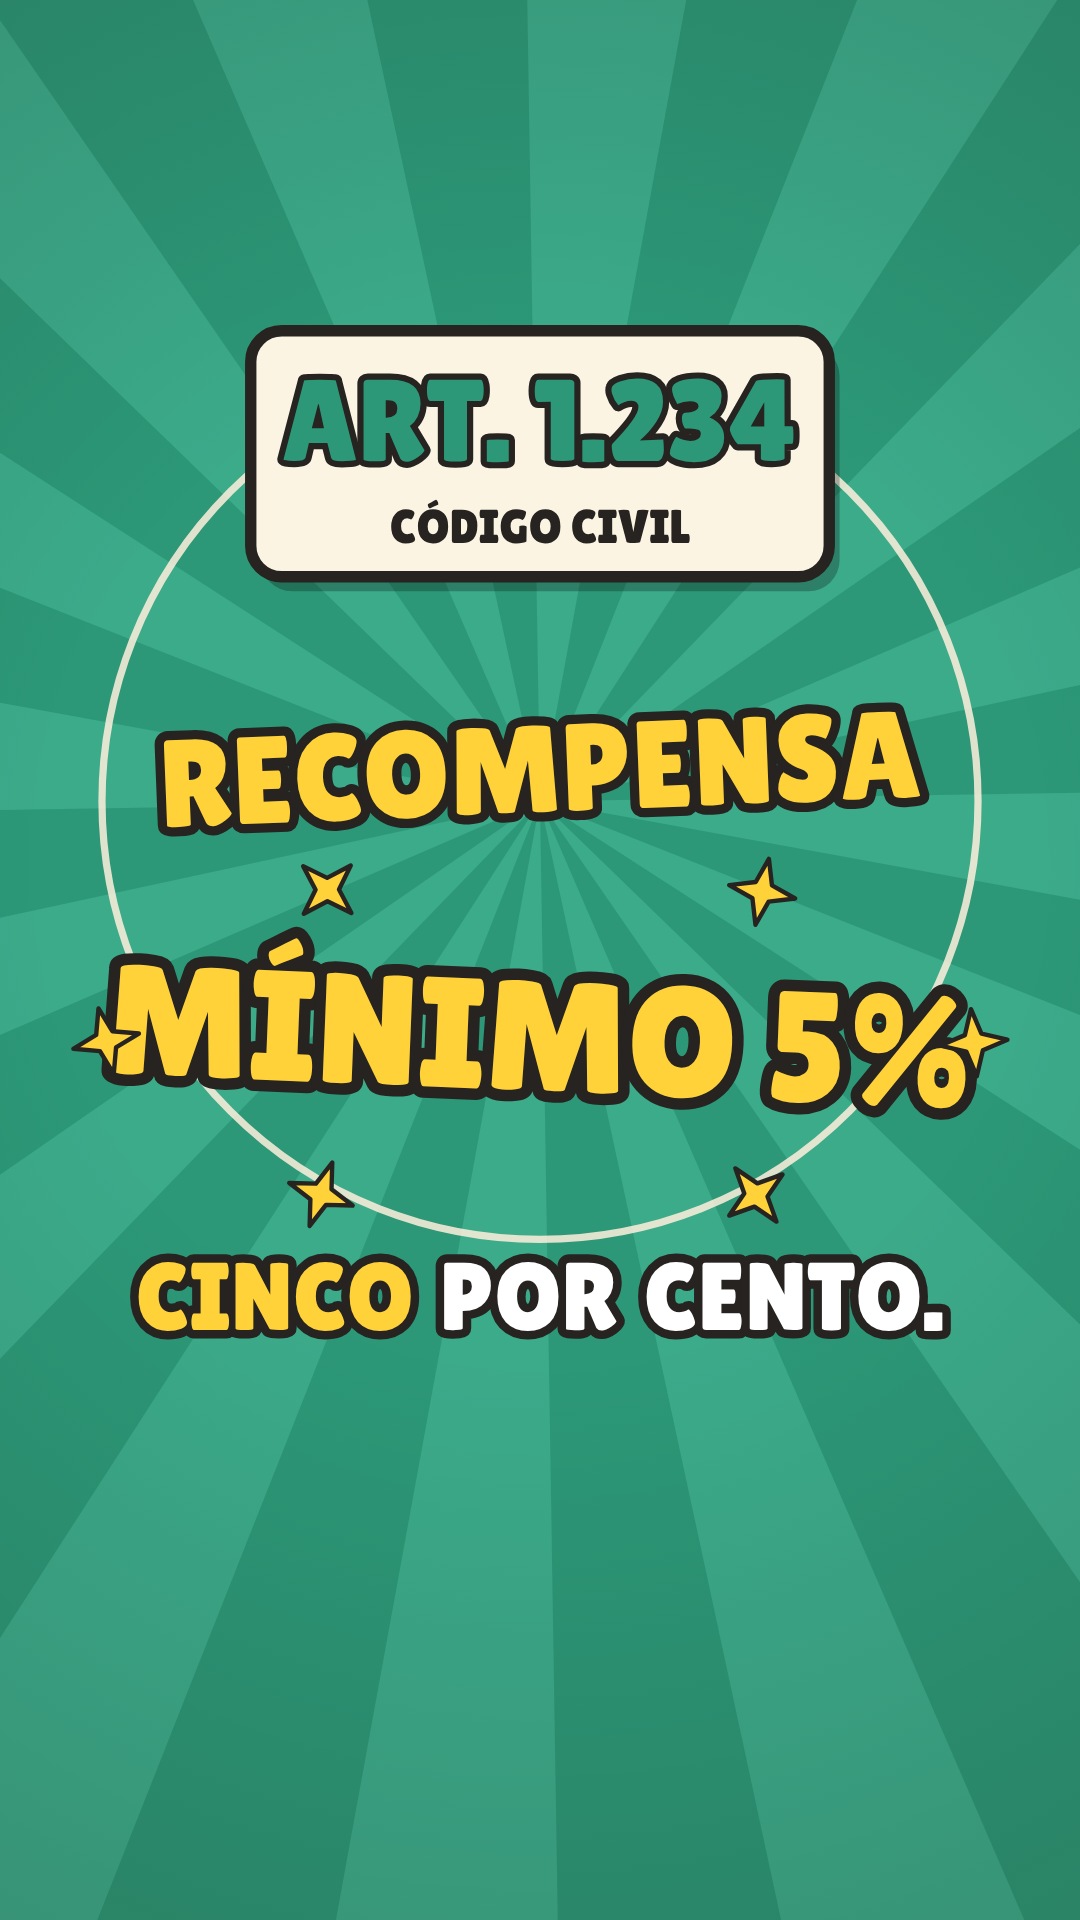 ART. 1.234
CÓDIGO CIVIL
RECOMPENSA
MÍNIMO 5%
CINCO POR CENTO.